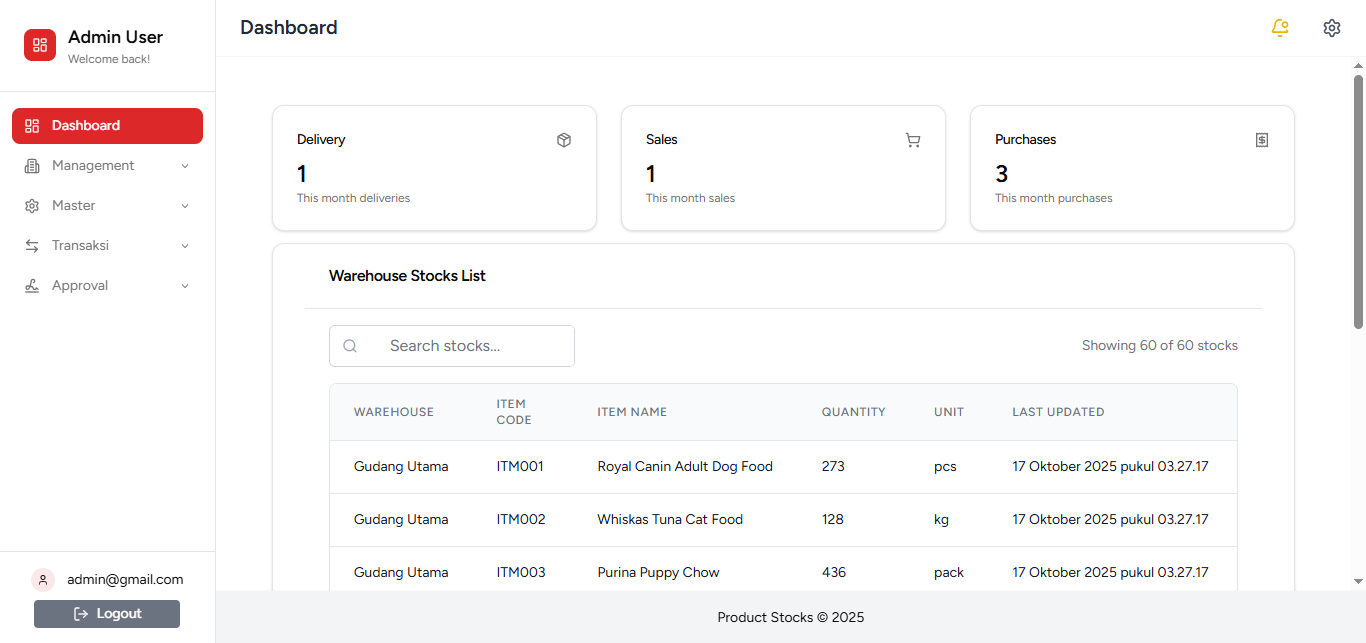 Admin User
Welcome back!
Dashboard
Management
Master
Transaksi
Approval
admin@gmail.com
Logout
Dashboard
Delivery
1
This month deliveries
Sales
1
This month sales
Purchases
3
This month purchases
Warehouse Stocks List
Search stocks...
Showing 60 of 60 stocks
WAREHOUSE ITEM CODE ITEM NAME QUANTITY UNIT LAST UPDATED
Gudang Utama ITM001 Royal Canin Adult Dog Food 273 pcs 17 Oktober 2025 pukul 03.27.17
Gudang Utama ITM002 Whiskas Tuna Cat Food 128 kg 17 Oktober 2025 pukul 03.27.17
Gudang Utama ITM003 Purina Puppy Chow 436 pack 17 Oktober 2025 pukul 03.27.17
Product Stocks © 2025